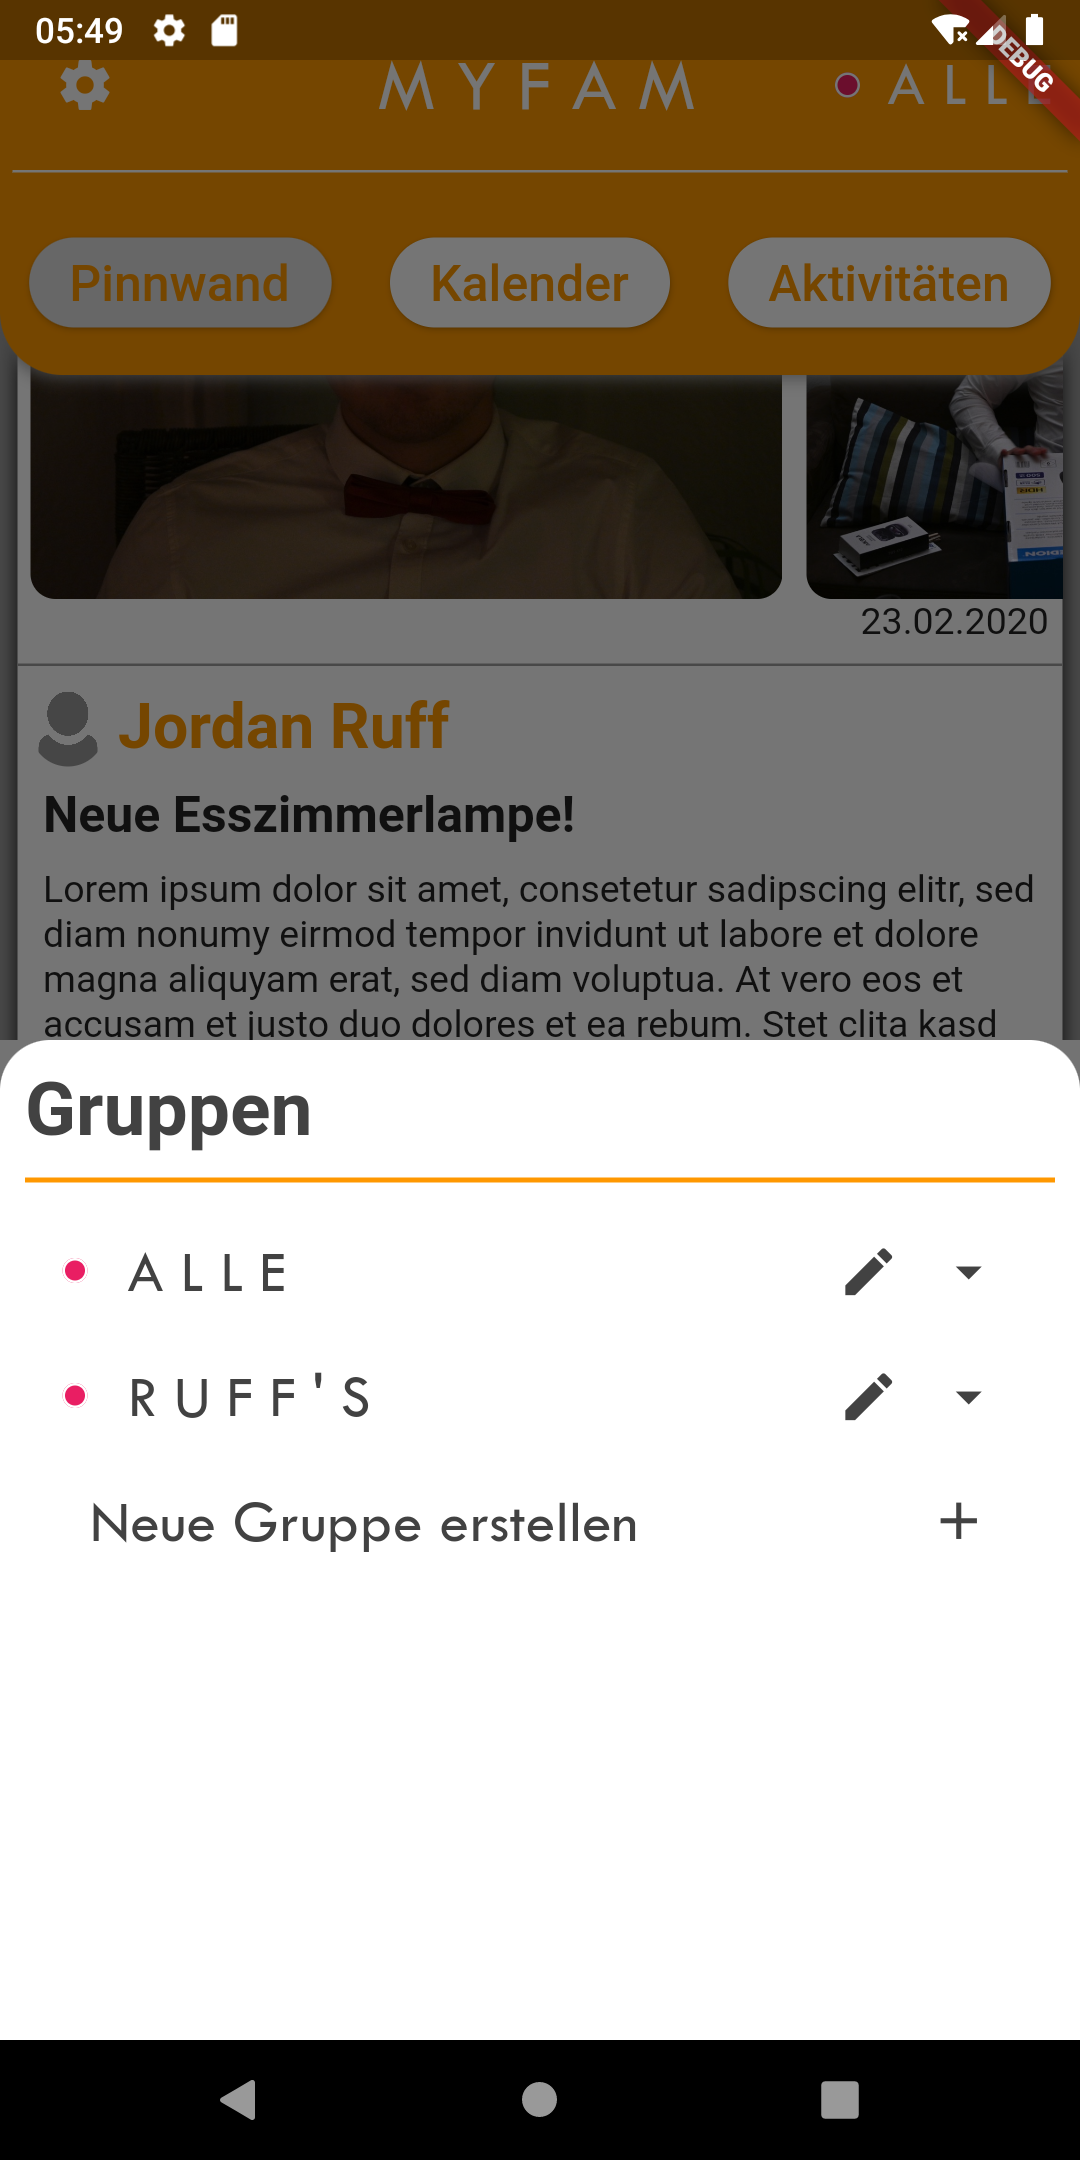 05:49
DEBUG
MYFAM
ALLE
Pinnwand
Kalender
Aktivitäten
23.02.2020
Jordan Ruff
Neue Esszimmerlampe!
Lorem ipsum dolor sit amet, consetetur sadipscing elitr, sed
diam nonumy eirmod tempor invidunt ut labore et dolore
magna aliquyam erat, sed diam voluptua. At vero eos et
accusam et justo duo dolores et ea rebum. Stet clita kasd
Gruppen
ALLE
RUFF'S
Neue Gruppe erstellen